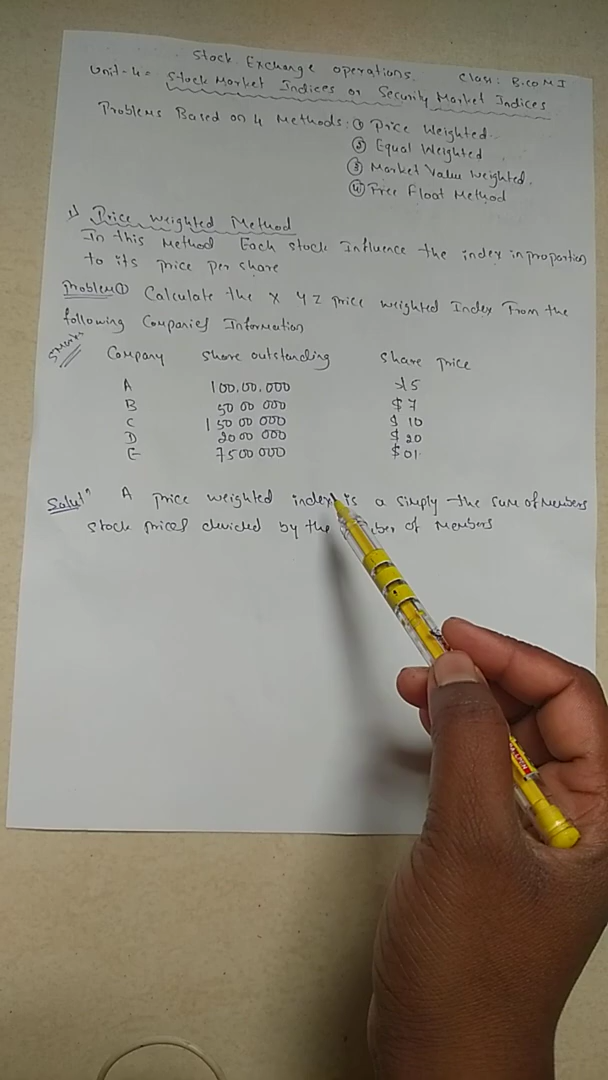 Stock Exchange operations. Class: B.COM I
Unit-4 = Stock Market Indices or Security Market Indices
Problems Based on 4 Methods: ① Price Weighted.
② Equal Weighted
③ Market Value Weighted.
④ Free Float Method
1) Price weighted Method
In this Method Each stock Influence the index in proportion
to its price per share
Problem① Calculate the X Y Z price weighted Index From the
following Companies Information
5 Marks
Company share outstanding share price
A 100,00,000 $5
B 50 00 000 $7
C 1 50 00 000 $10
D 20 00 000 $20
E 7500 000 $01
Solutⁿ A price weighted index is a simply the sum of Members
stock prices devided by the of Members